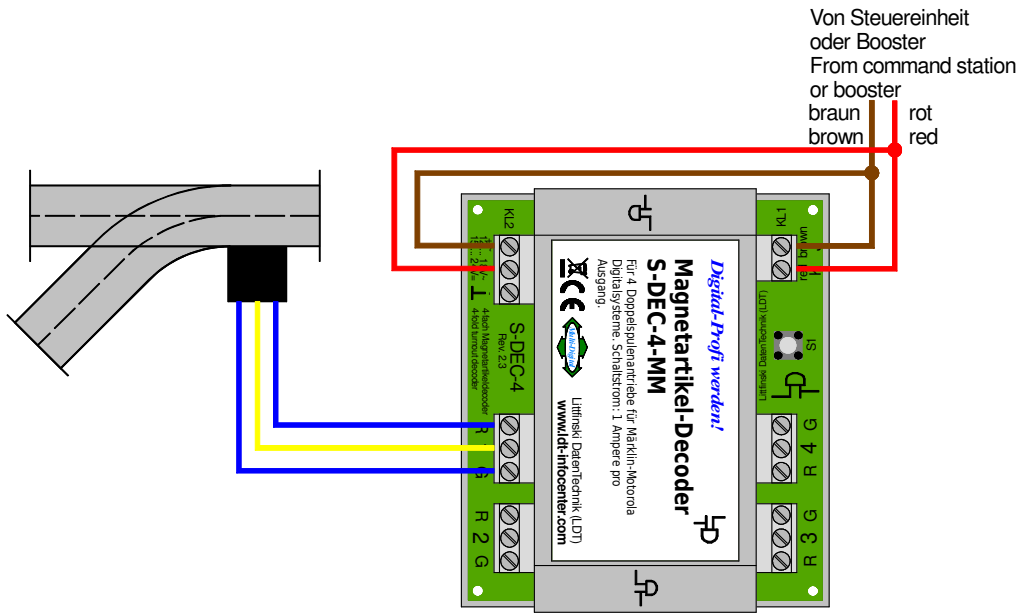 Von Steuereinheit
oder Booster
From command station
or booster
braun rot
brown red
KL2
S-DEC-4
Rev. 2.3
4-fach Magnetartikeldecoder
4-fold turnout decoder
R
G
R 2 G
Digital-Profi werden!
Magnetartikel-Decoder
S-DEC-4-MM
Für 4 Doppelspulenantriebe für Märklin-Motorola
Digitalsysteme. Schaltstrom: 1 Ampere pro
Ausgang.
CE
Multi-Digital
Littfinski DatenTechnik (LDT)
www.ldt-infocenter.com
KL1
red brown
S1
Littfinski DatenTechnik (LDT)
R 4 G
R 3 G